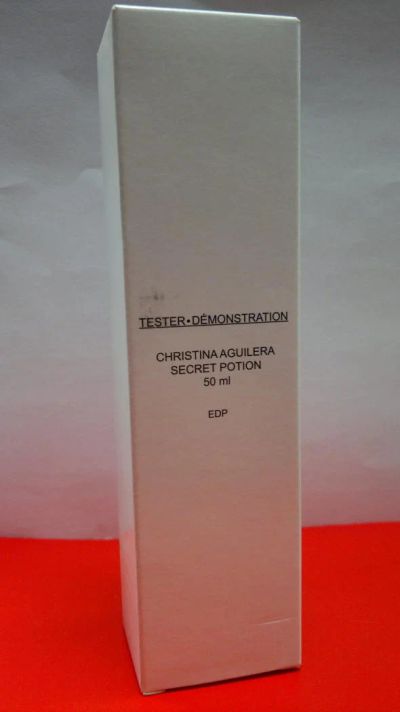 TESTER•DÉMONSTRATION
CHRISTINA AGUILERA
SECRET POTION
50 ml
EDP